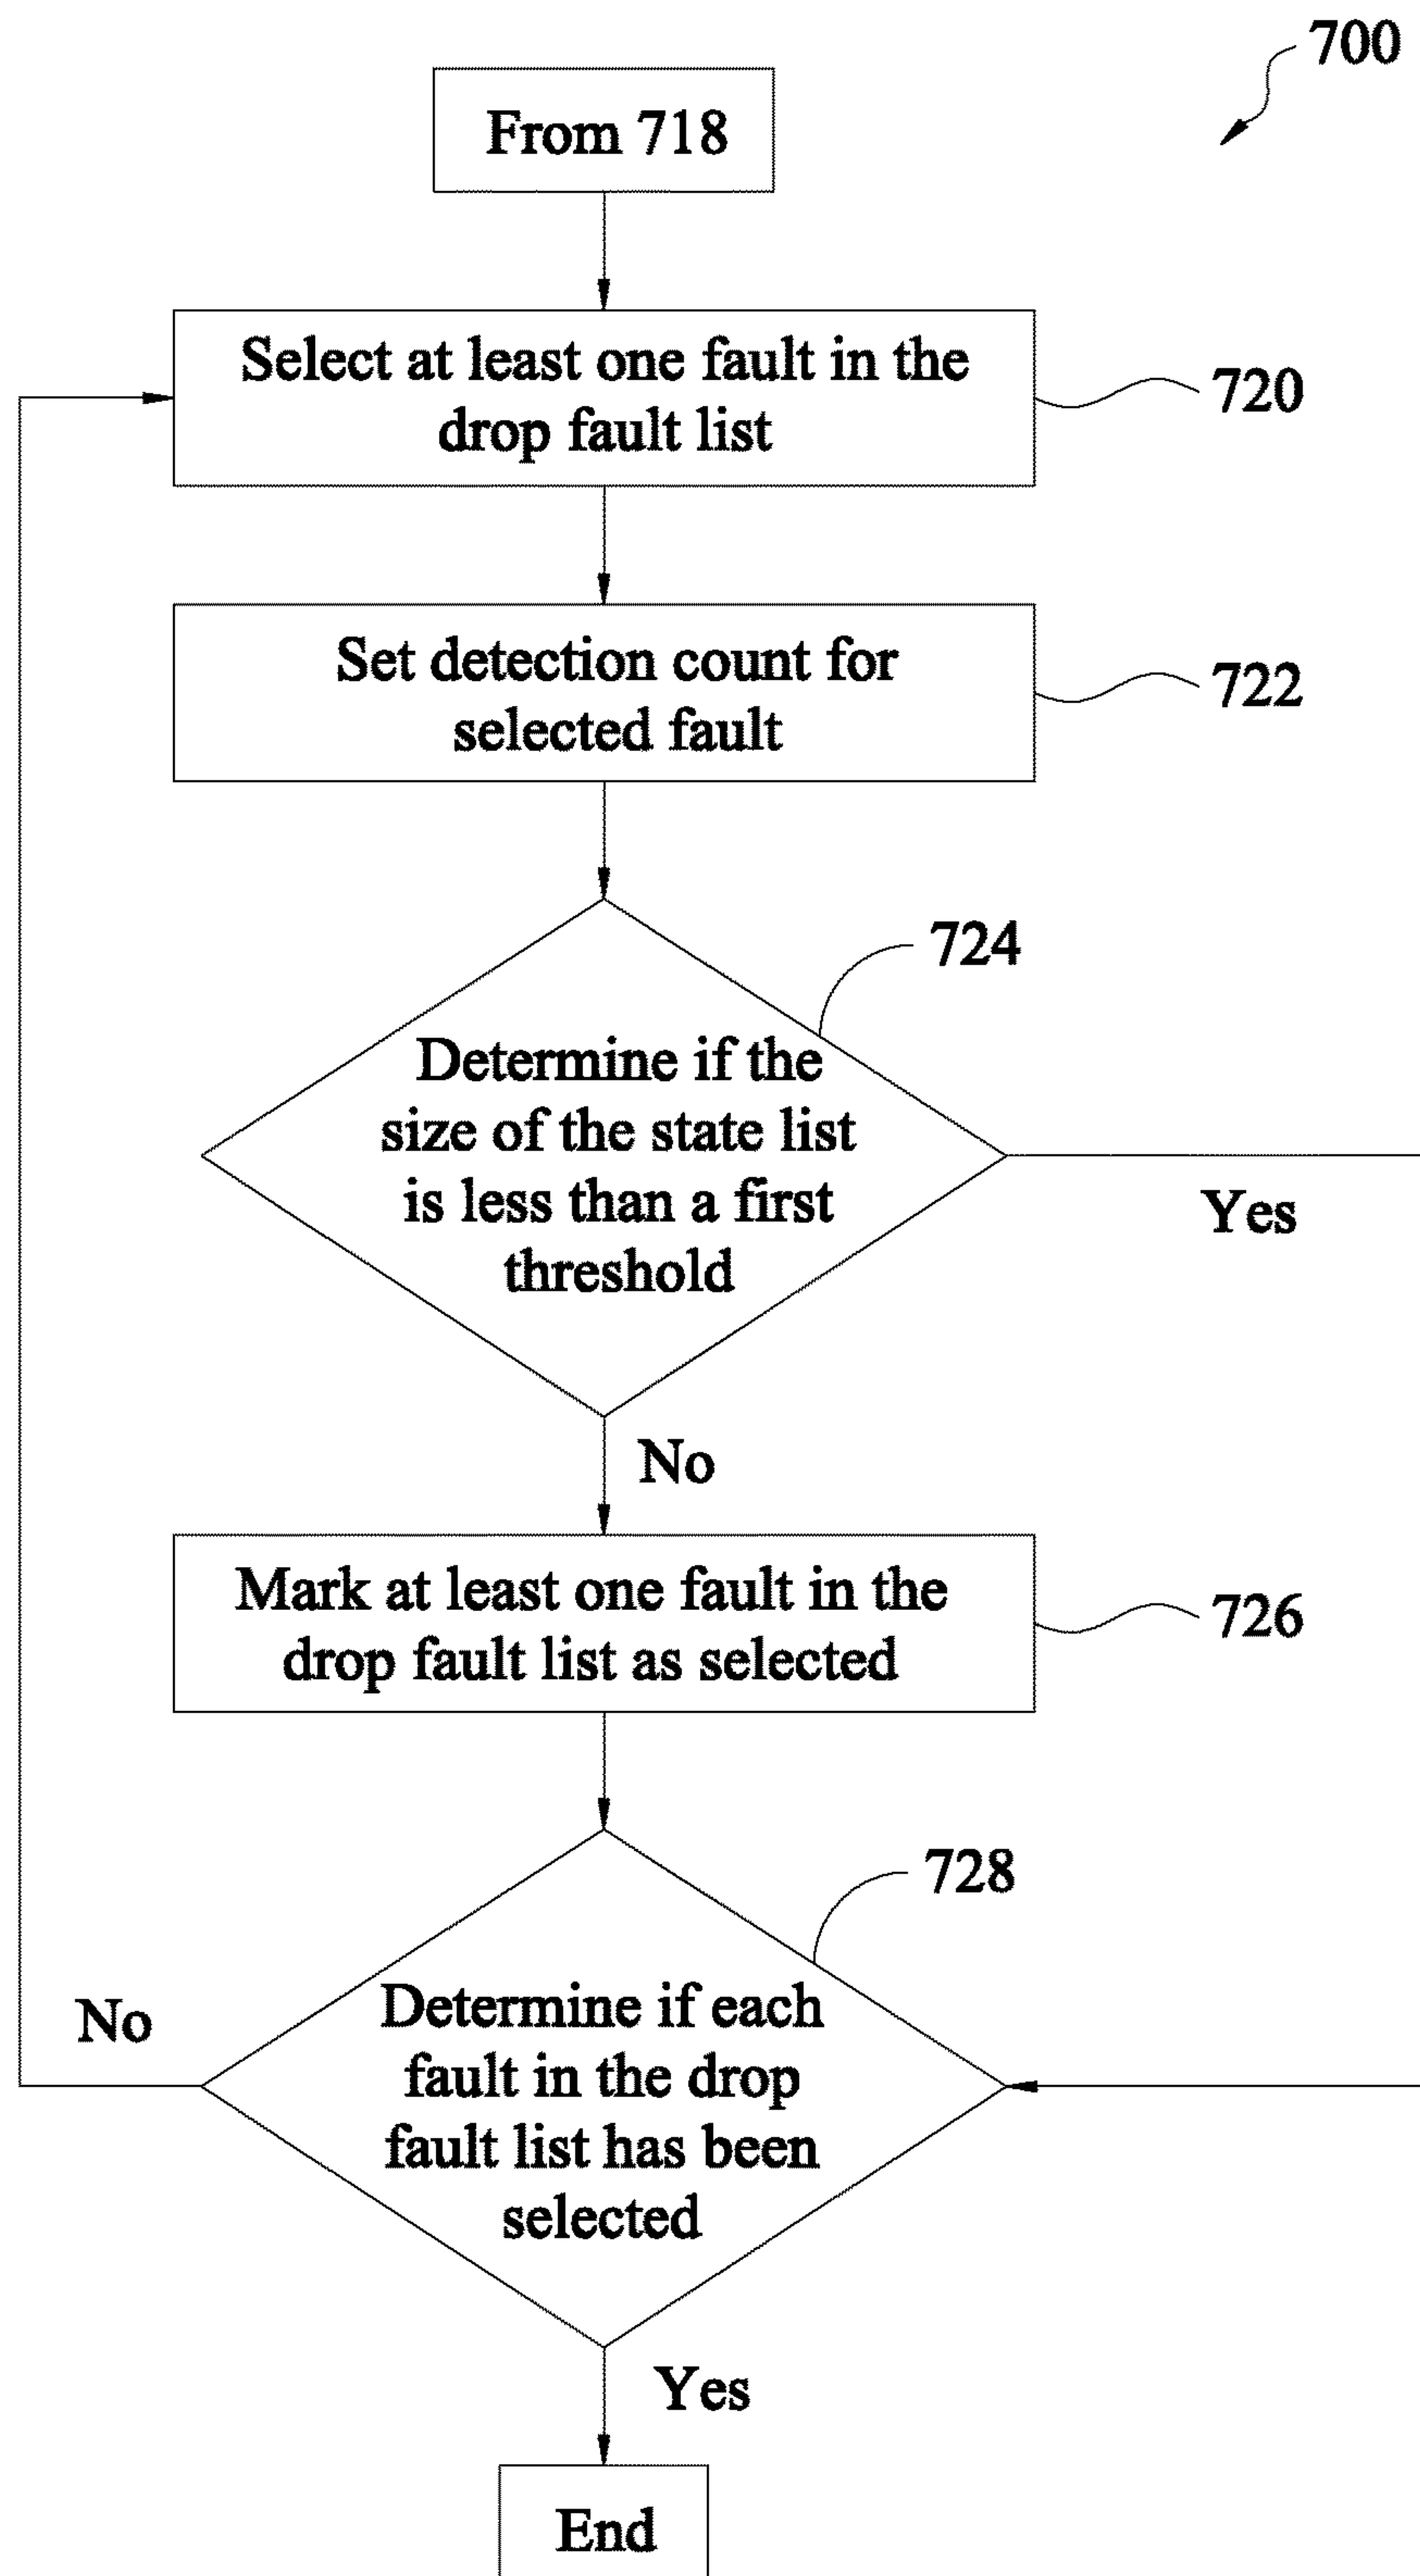 700
From 718
Select at least one fault in the
drop fault list
720
Set detection count for
selected fault
722
724
Determine if the
size of the state list
is less than a first
threshold
Yes
No
Mark at least one fault in the
drop fault list as selected
726
728
Determine if each
fault in the drop
fault list has been
selected
No
Yes
End